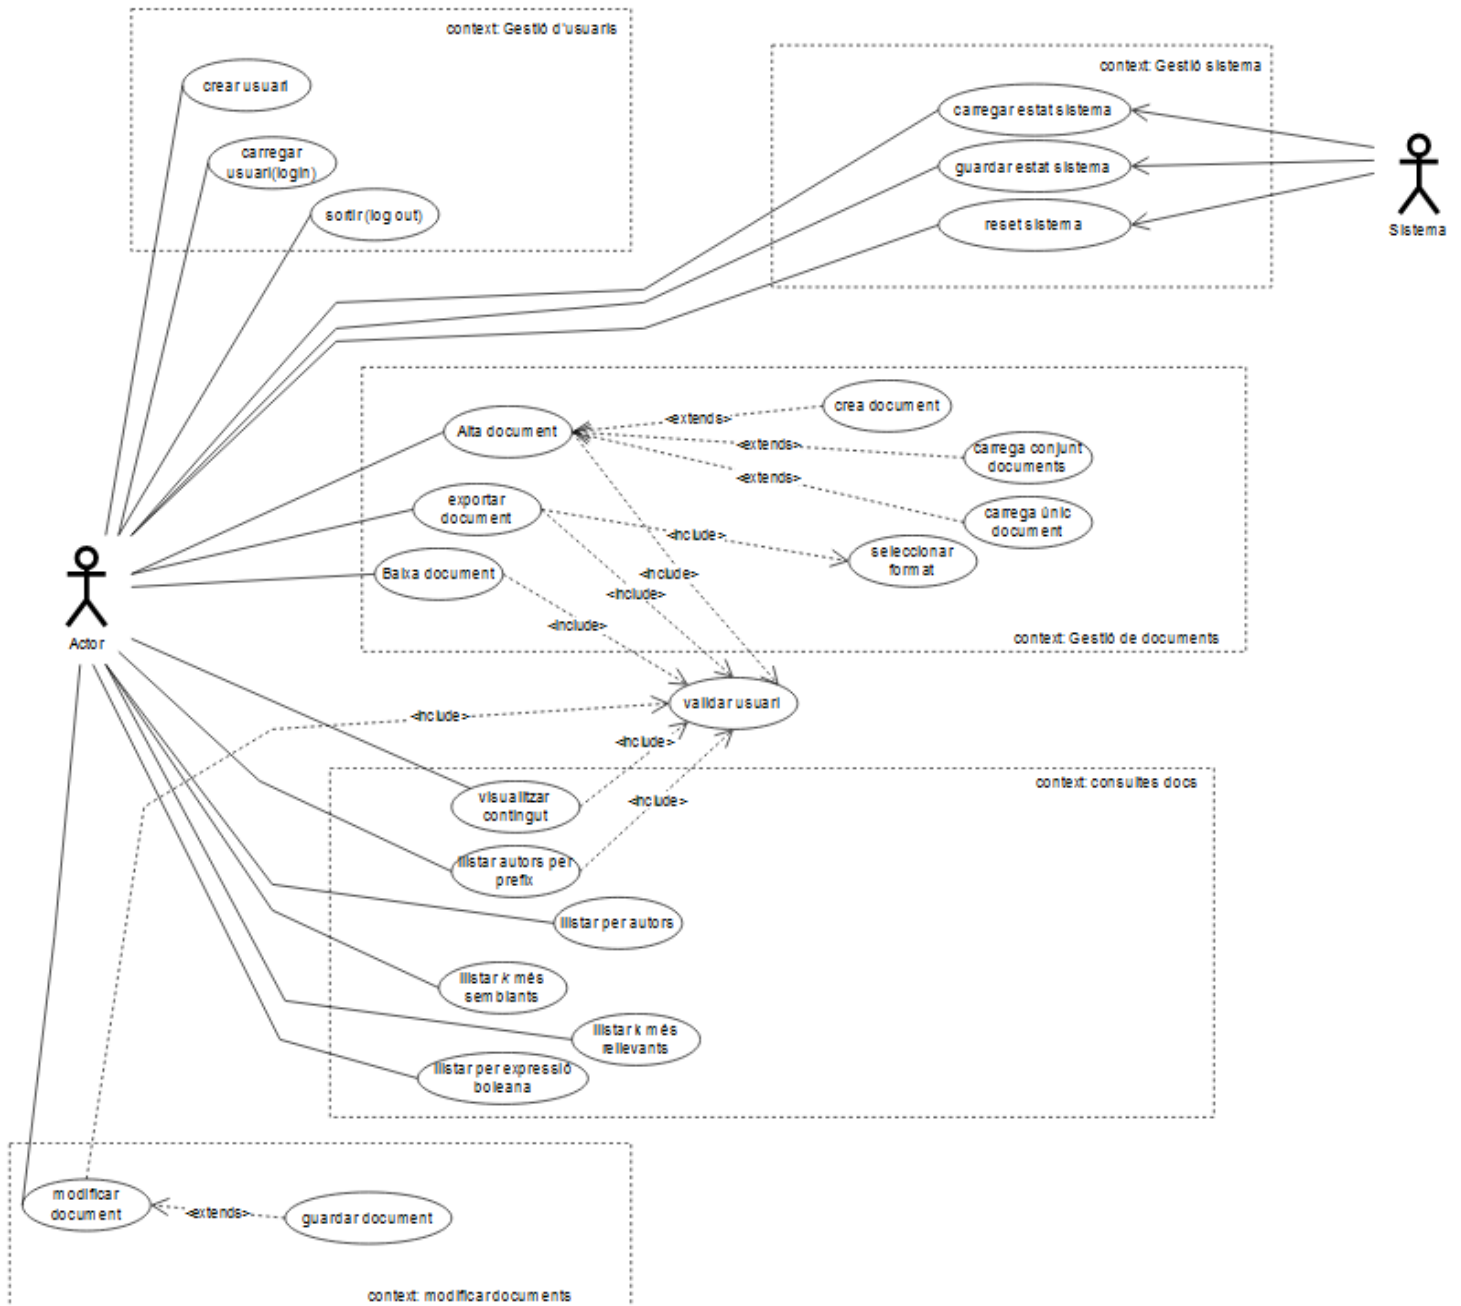 context: Gestió d'usuaris
crear usuari
carregar
usuari(login)
sortir (log out)
context: Gestió sistema
carregar estat sistema
guardar estat sistema
reset sistema
Sistema
Alta document
<extends>
crea document
<extends>
carrega conjunt
documents
<extends>
carrega únic
document
exportar
document
<include>
seleccionar
format
Baixa document
<include>
<include>
<include>
context: Gestió de documents
Actor
validar usuari
<include>
<include>
<include>
context: consultes docs
visualitzar
contingut
llistar autors per
prefix
llistar per autors
llistar k més
semblants
llistar k més
rellevants
llistar per expressió
boleana
modificar
document
<extends>
guardar document
context: modificar documents